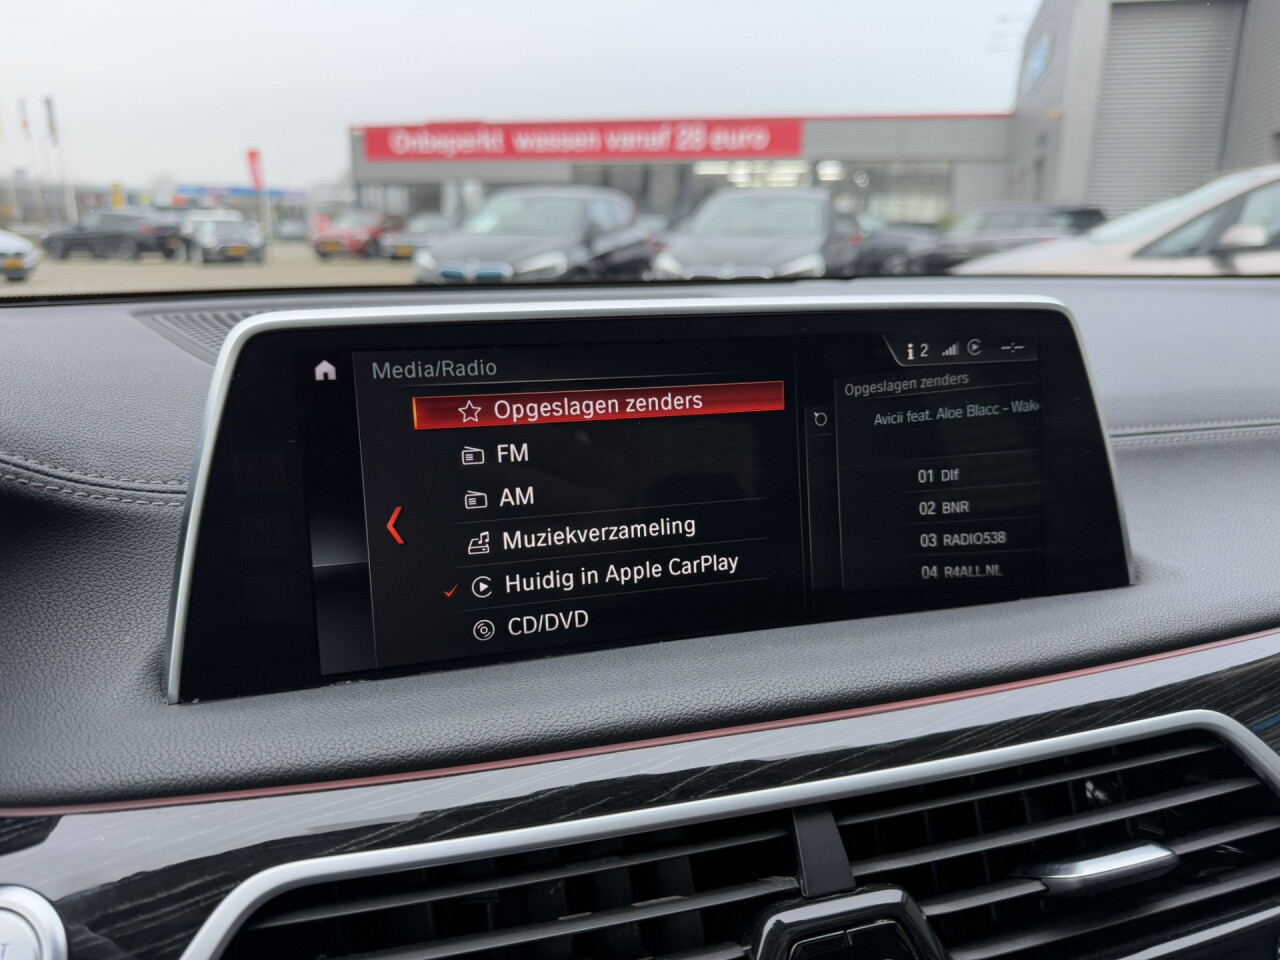 Onbeperkt wassen vanaf 28 euro
Media/Radio
Opgeslagen zenders
FM
AM
Muziekverzameling
Huidig in Apple CarPlay
CD/DVD
2
--:--
Opgeslagen zenders
Avicii feat. Aloe Blacc - Wake
01 Dlf
02 BNR
03 RADIO538
04 R4ALL.NL